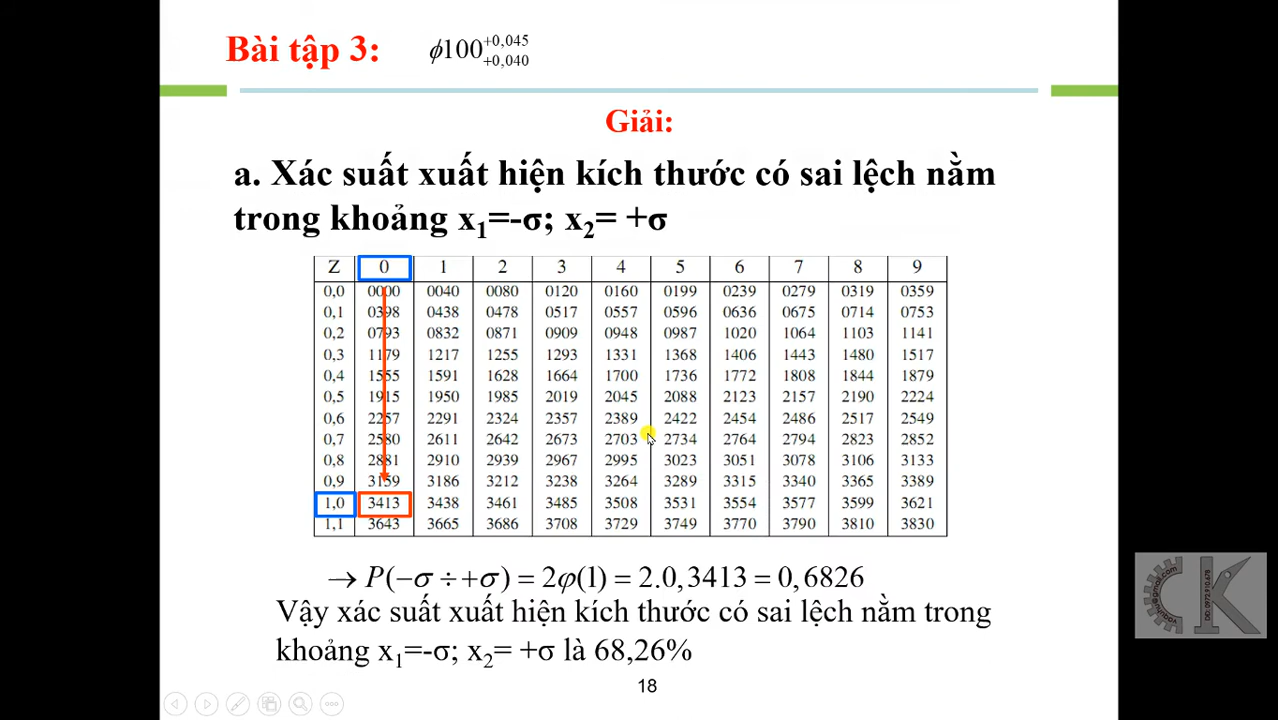 Bài tập 3: ϕ100 +0,045 +0,040
Giải:
a. Xác suất xuất hiện kích thước có sai lệch nằm
trong khoảng x₁=-σ; x₂= +σ
Z 0 1 2 3 4 5 6 7 8 9
0,0 0000 0040 0080 0120 0160 0199 0239 0279 0319 0359
0,1 0398 0438 0478 0517 0557 0596 0636 0675 0714 0753
0,2 0793 0832 0871 0909 0948 0987 1020 1064 1103 1141
0,3 1179 1217 1255 1293 1331 1368 1406 1443 1480 1517
0,4 1555 1591 1628 1664 1700 1736 1772 1808 1844 1879
0,5 1915 1950 1985 2019 2045 2088 2123 2157 2190 2224
0,6 2257 2291 2324 2357 2389 2422 2454 2486 2517 2549
0,7 2580 2611 2642 2673 2703 2734 2764 2794 2823 2852
0,8 2881 2910 2939 2967 2995 3023 3051 3078 3106 3133
0,9 3159 3186 3212 3238 3264 3289 3315 3340 3365 3389
1,0 3413 3438 3461 3485 3508 3531 3554 3577 3599 3621
1,1 3643 3665 3686 3708 3729 3749 3770 3790 3810 3830
→ P(−σ ÷ +σ) = 2φ(1) = 2.0,3413 = 0,6826
Vậy xác suất xuất hiện kích thước có sai lệch nằm trong
khoảng x₁=-σ; x₂= +σ là 68,26%
18